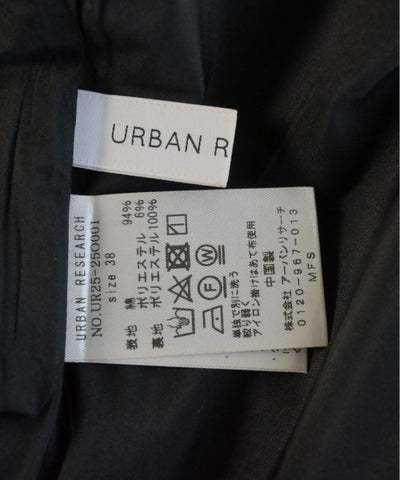 URBAN R
URBAN RESEARCH
NO.UR25-25O001
size 38
表地 綿 94%
ポリエステル 6%
裏地 ポリエステル100%
単独で別に洗う
絞り弱く
アイロン掛けはあて布使用
中国製
株式会社 アーバンリサーチ
0120-967-013
MFS